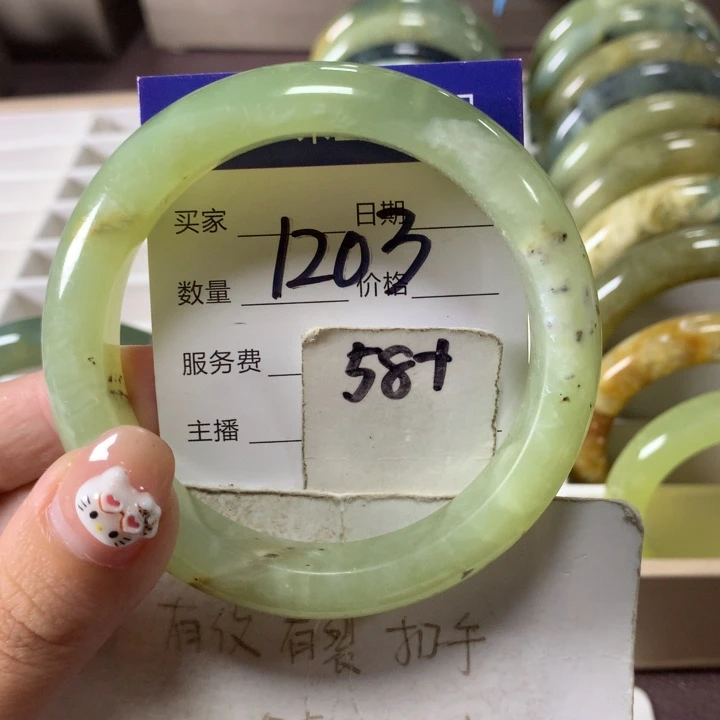 买家 日期
1203
数量 价格
服务费
58+
主播
有纹 有裂 扣手